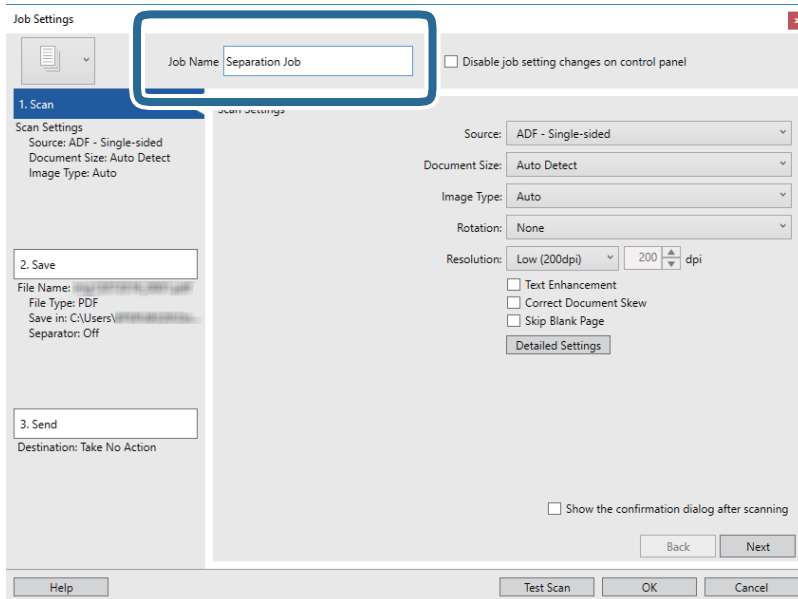 Job Settings
Job Name Separation Job
Disable job setting changes on control panel
1. Scan
Scan Settings
Source: ADF - Single-sided
Document Size: Auto Detect
Image Type: Auto
2. Save
File Name:
File Type: PDF
Save in: C:\Users\
Separator: Off
3. Send
Destination: Take No Action
Scan Settings
Source: ADF - Single-sided
Document Size: Auto Detect
Image Type: Auto
Rotation: None
Resolution: Low (200dpi) 200 dpi
Text Enhancement
Correct Document Skew
Skip Blank Page
Detailed Settings
Show the confirmation dialog after scanning
Back Next
Help Test Scan OK Cancel